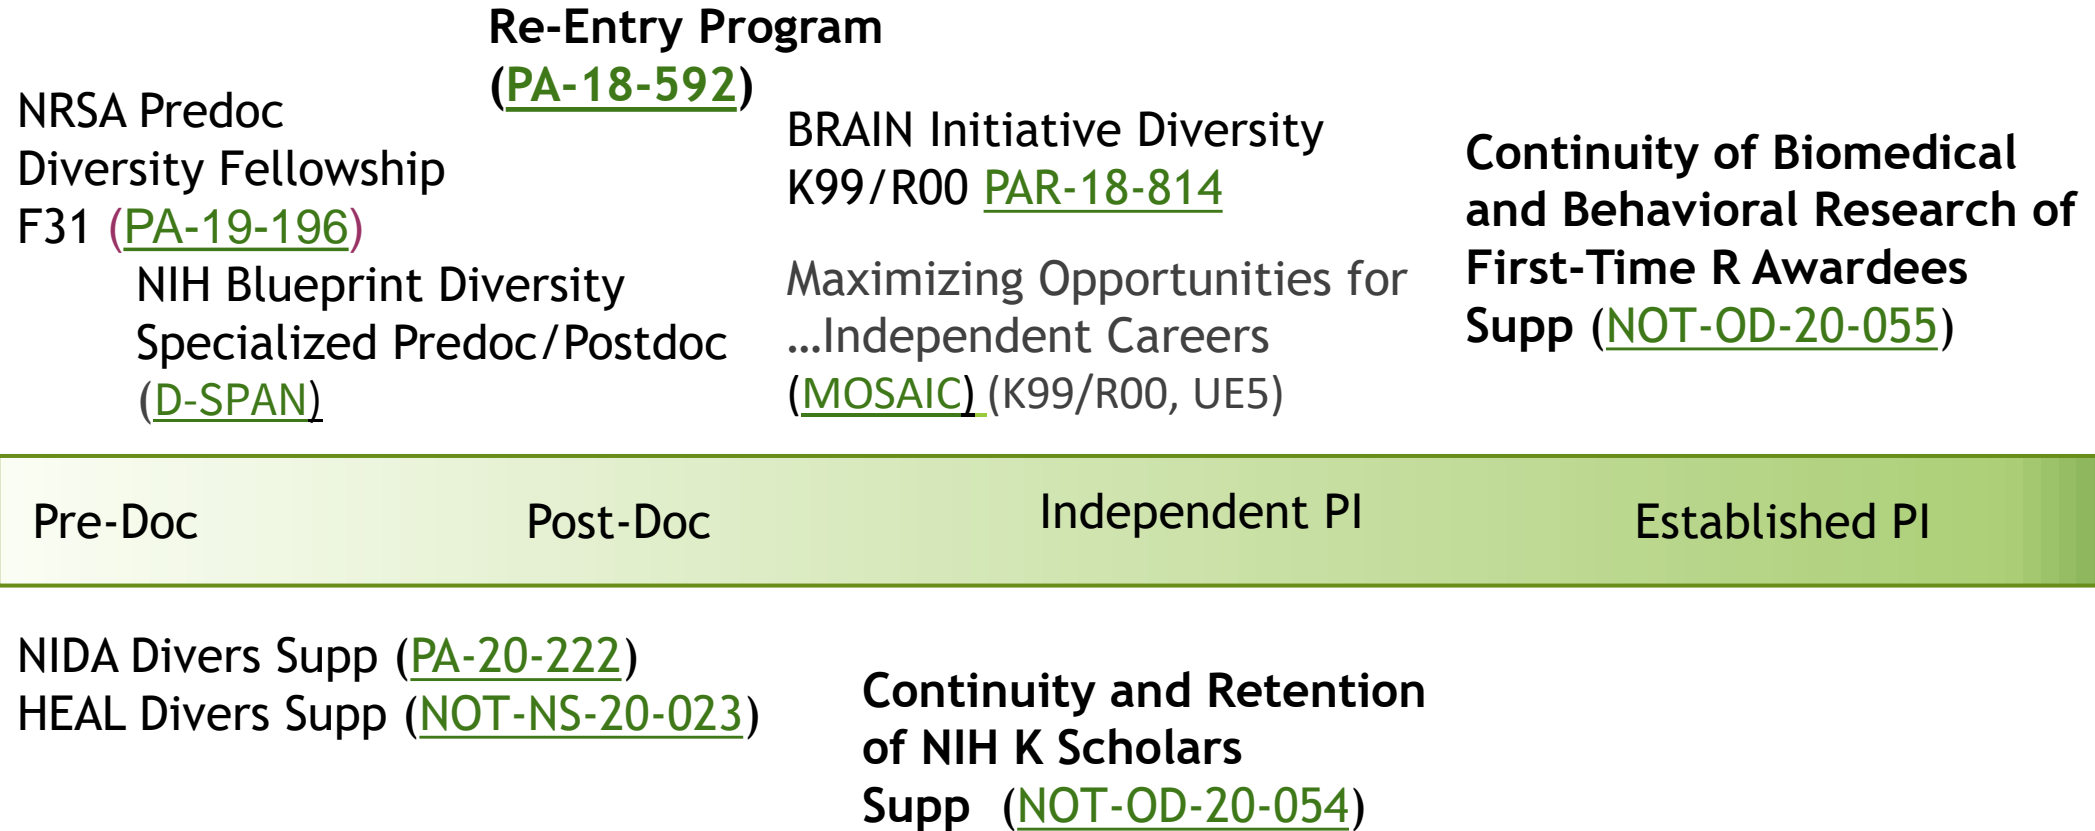 Re-Entry Program
(PA-18-592)
NRSA Predoc
Diversity Fellowship
F31 (PA-19-196)
NIH Blueprint Diversity
Specialized Predoc/Postdoc
(D-SPAN)
BRAIN Initiative Diversity
K99/R00 PAR-18-814
Maximizing Opportunities for
...Independent Careers
(MOSAIC) (K99/R00, UE5)
Continuity of Biomedical
and Behavioral Research of
First-Time R Awardees
Supp (NOT-OD-20-055)
Pre-Doc
Post-Doc
Independent PI
Established PI
NIDA Divers Supp (PA-20-222)
HEAL Divers Supp (NOT-NS-20-023)
Continuity and Retention
of NIH K Scholars
Supp (NOT-OD-20-054)